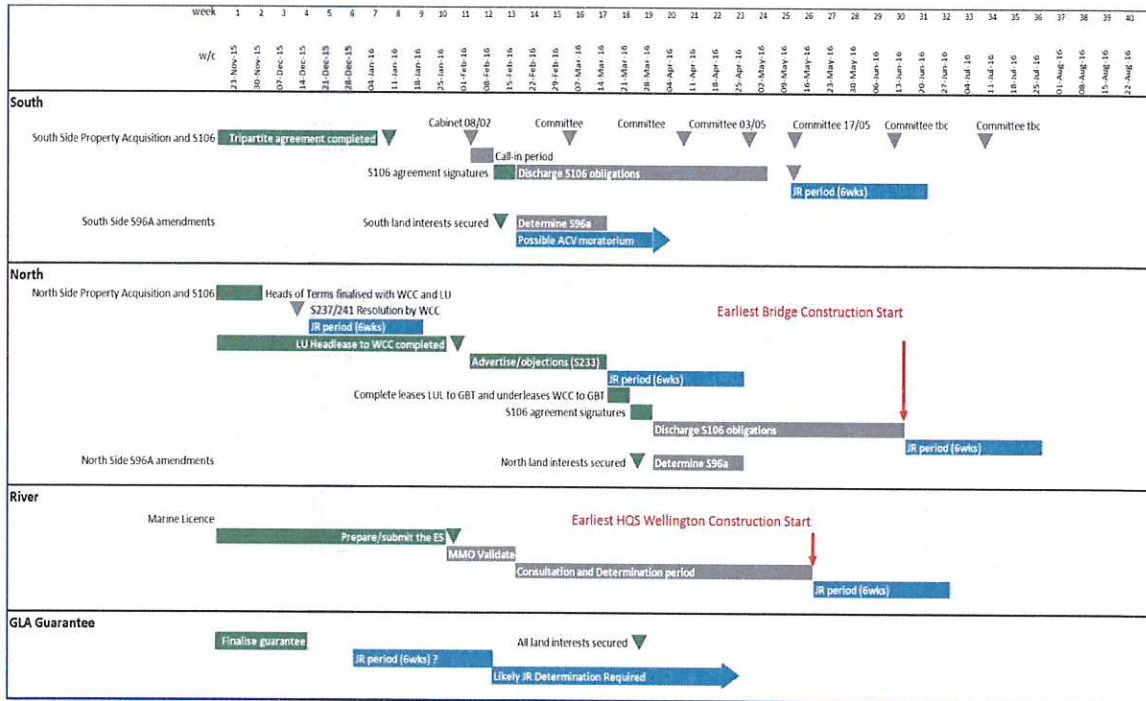 week 1 2 3 4 5 6 7 8 9 10 11 12 13 14 15 16 17 18 19 20 21 22 23 24 25 26 27 28 29 30 31 32 33 34 35 36 37 38 39 40
w/c 23-Nov-15 30-Nov-15 07-Dec-15 14-Dec-15 21-Dec-15 28-Dec-15 04-Jan-16 11-Jan-16 18-Jan-16 25-Jan-16 01-Feb-16 08-Feb-16 15-Feb-16 22-Feb-16 29-Feb-16 07-Mar-16 14-Mar-16 21-Mar-16 28-Mar-16 04-Apr-16 11-Apr-16 18-Apr-16 25-Apr-16 02-May-16 09-May-16 16-May-16 23-May-16 30-May-16 06-Jun-16 13-Jun-16 20-Jun-16 27-Jun-16 04-Jul-16 11-Jul-16 18-Jul-16 25-Jul-16 01-Aug-16 08-Aug-16 15-Aug-16 22-Aug-16
South
Cabinet 08/02 Committee Committee Committee 03/05 Committee 17/05 Committee tbc Committee tbc
South Side Property Acquisition and S106 Tripartite agreement completed
Call-in period
S106 agreement signatures Discharge S106 obligations
JR period (6wks)
South Side S96A amendments South land interests secured Determine S96a
Possible ACV moratorium
North
North Side Property Acquisition and S106 Heads of Terms finalised with WCC and LU
S237/241 Resolution by WCC
Earliest Bridge Construction Start
JR period (6wks)
LU Headlease to WCC completed
Advertise/objections (S233)
JR period (6wks)
Complete leases LUL to GBT and underleases WCC to GBT
S106 agreement signatures
Discharge S106 obligations
JR period (6wks)
North Side S96A amendments North land interests secured Determine S96a
River
Marine Licence
Earliest HQS Wellington Construction Start
Prepare/submit the ES
MMO Validate
Consultation and Determination period
JR period (6wks)
GLA Guarantee
Finalise guarantee All land interests secured
JR period (6wks) ?
Likely JR Determination Required